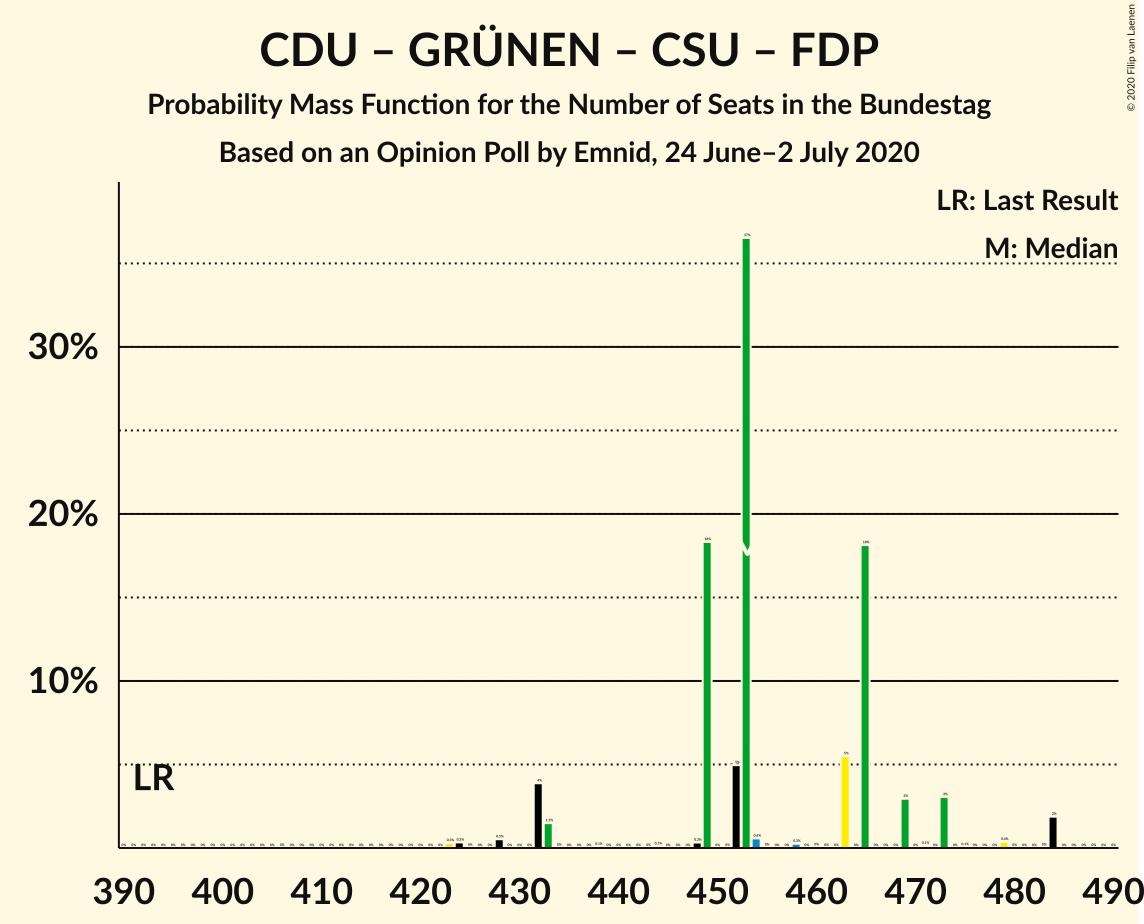 CDU – GRÜNEN – CSU – FDP
Probability Mass Function for the Number of Seats in the Bundestag
Based on an Opinion Poll by Emnid, 24 June–2 July 2020
© 2020 Filip van Laenen
LR: Last Result
M: Median
30%
20%
10%
LR
390 400 410 420 430 440 450 460 470 480 490